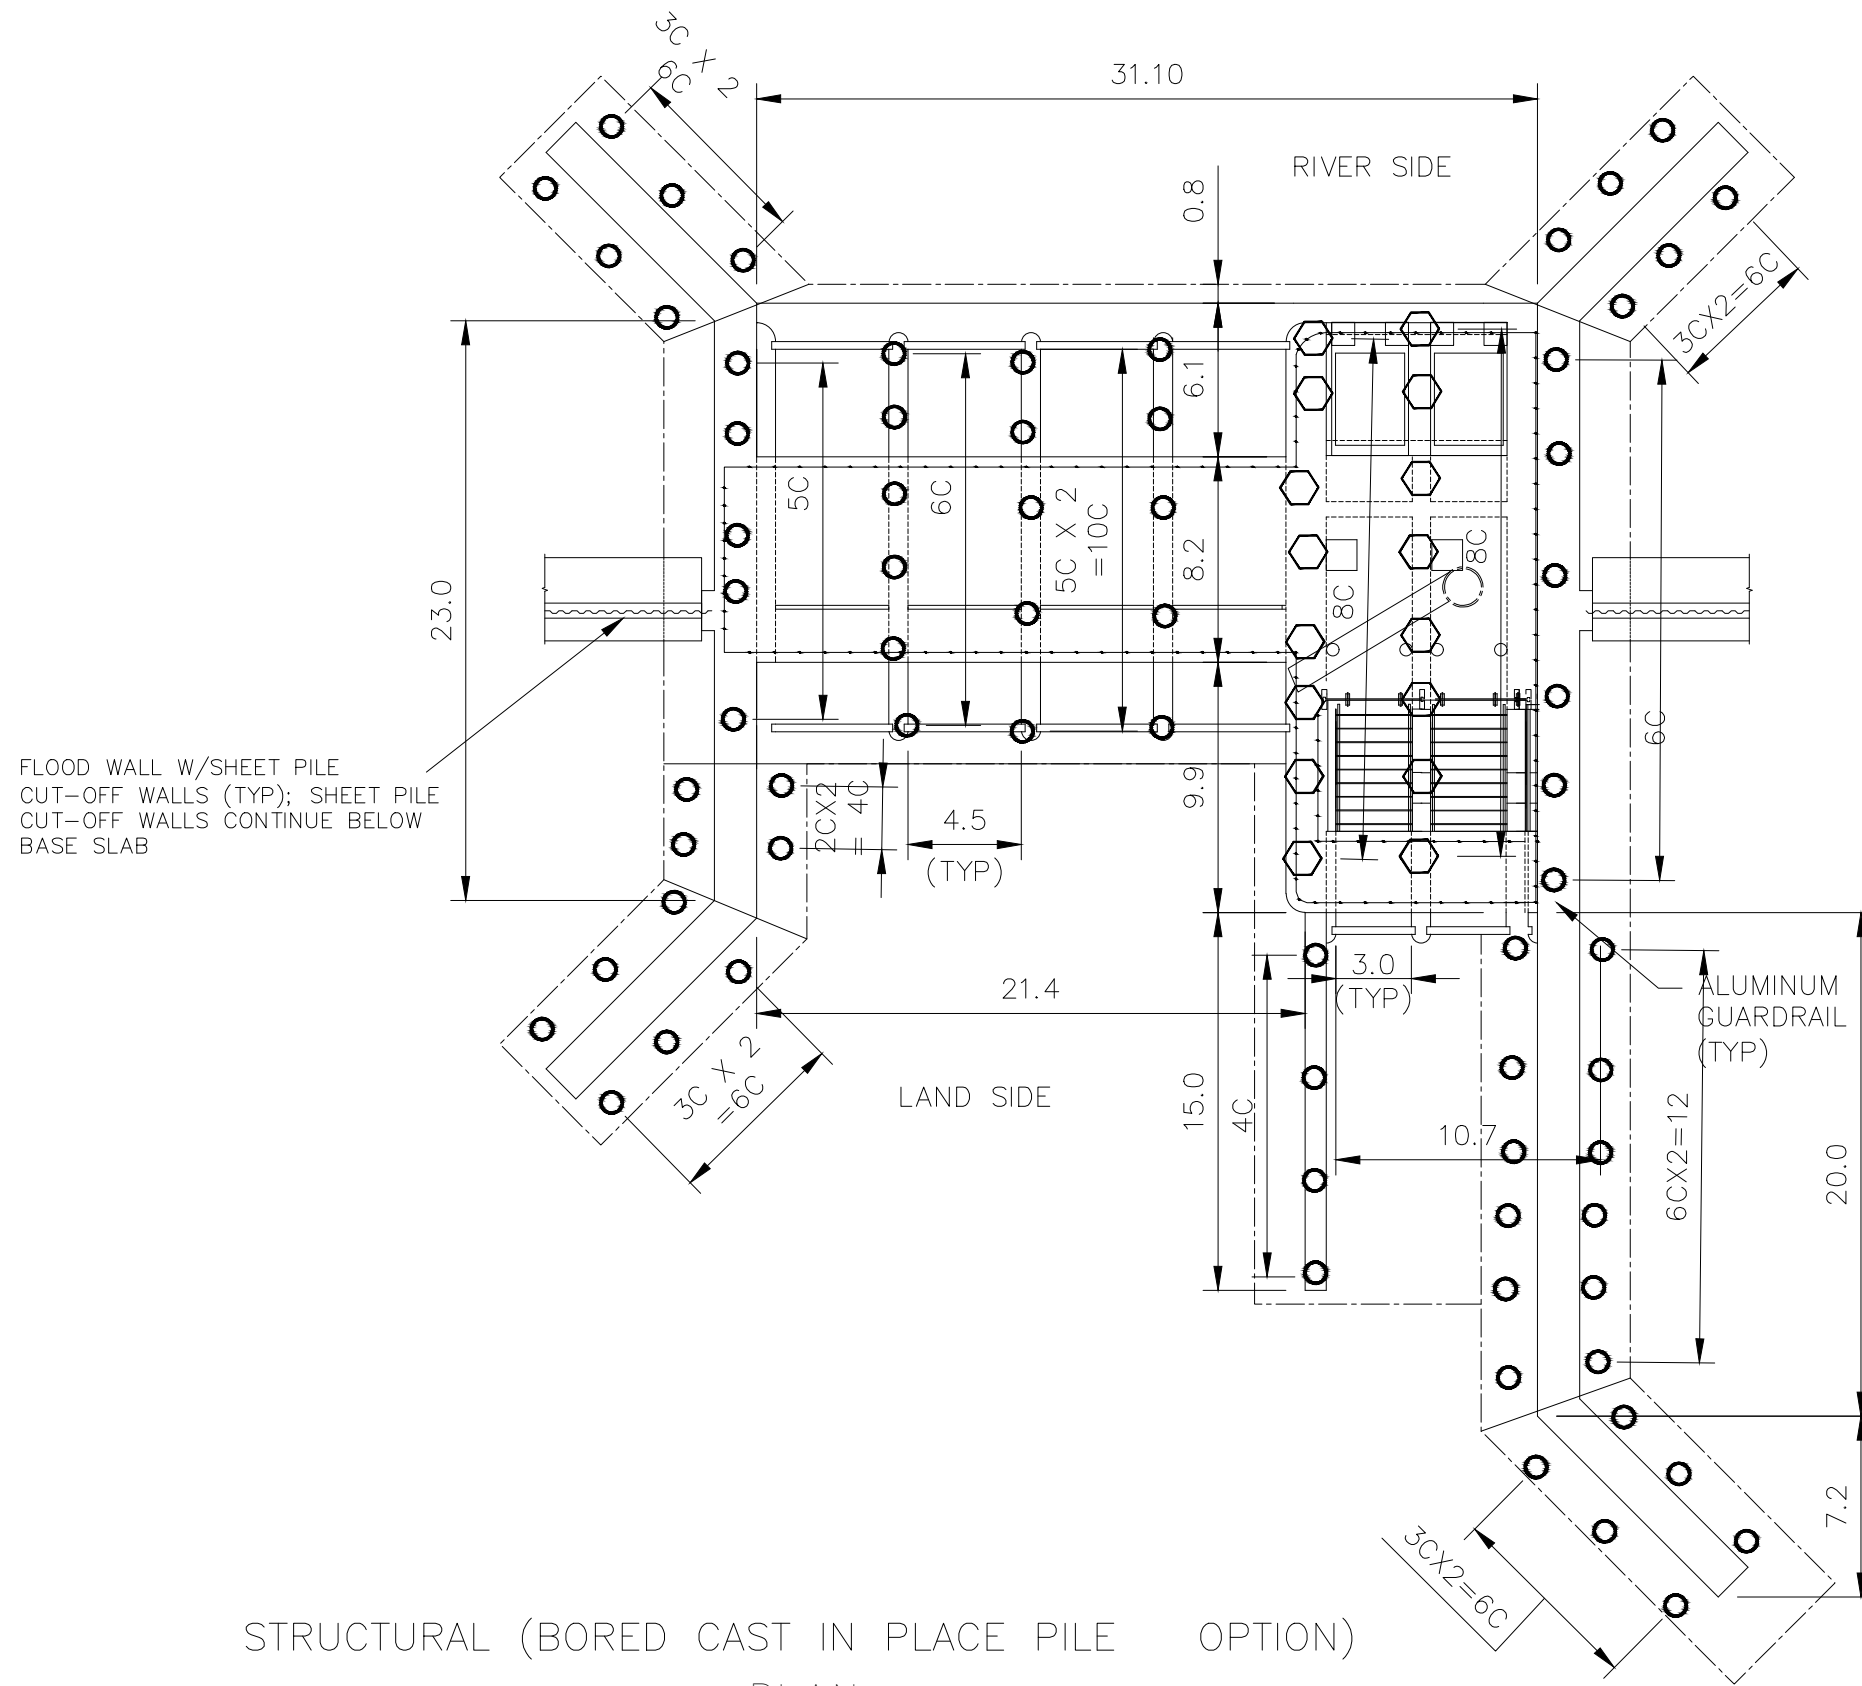 3C X 2
6C
31.10
RIVER SIDE
0.8
3CX2=6C
6.1
5C
6C
5C X 2
=10C
8.2
8C
8C
23.0
6C
FLOOD WALL W/SHEET PILE
CUT-OFF WALLS (TYP); SHEET PILE
CUT-OFF WALLS CONTINUE BELOW
BASE SLAB
2CX2
= 4C
4.5
(TYP)
9.9
3.0
(TYP)
21.4
ALUMINUM
GUARDRAIL
(TYP)
3C X 2
=6C
LAND SIDE
15.0
4C
10.7
6CX2=12
20.0
7.2
3CX2=6C
STRUCTURAL (BORED CAST IN PLACE PILE OPTION)